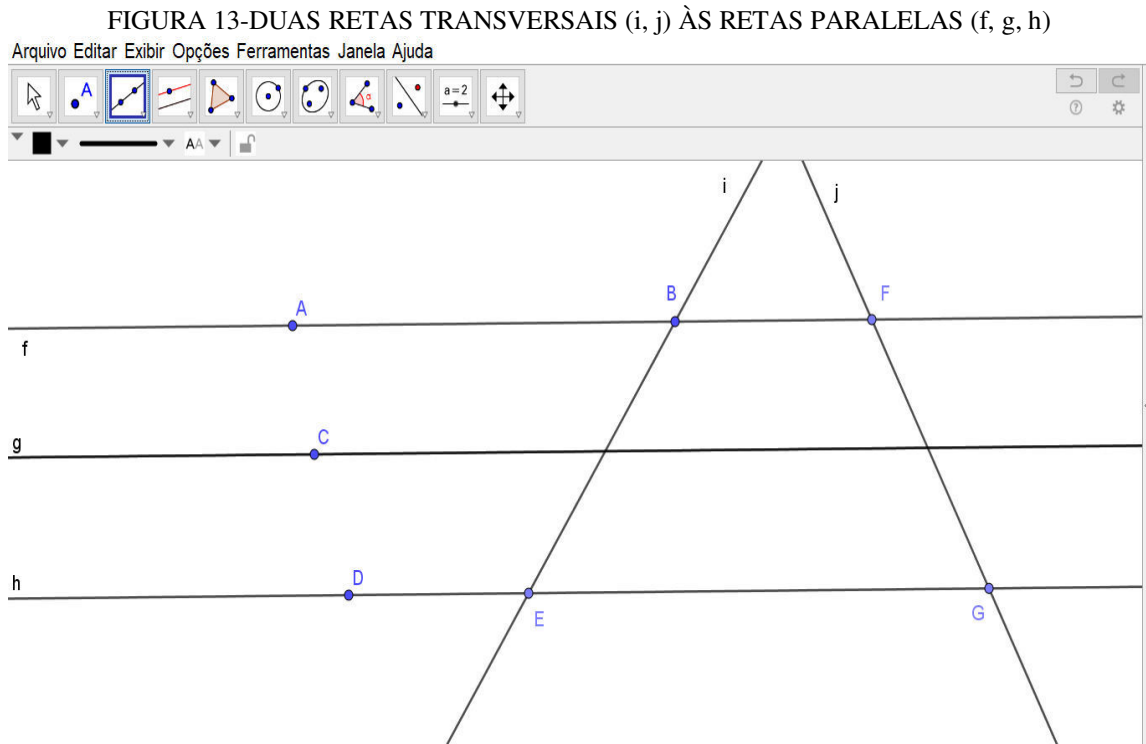 FIGURA 13-DUAS RETAS TRANSVERSAIS (i, j) ÀS RETAS PARALELAS (f, g, h)
Arquivo Editar Exibir Opções Ferramentas Janela Ajuda
A α a=2
AA
i j
A B F
f
g C
h D
E G